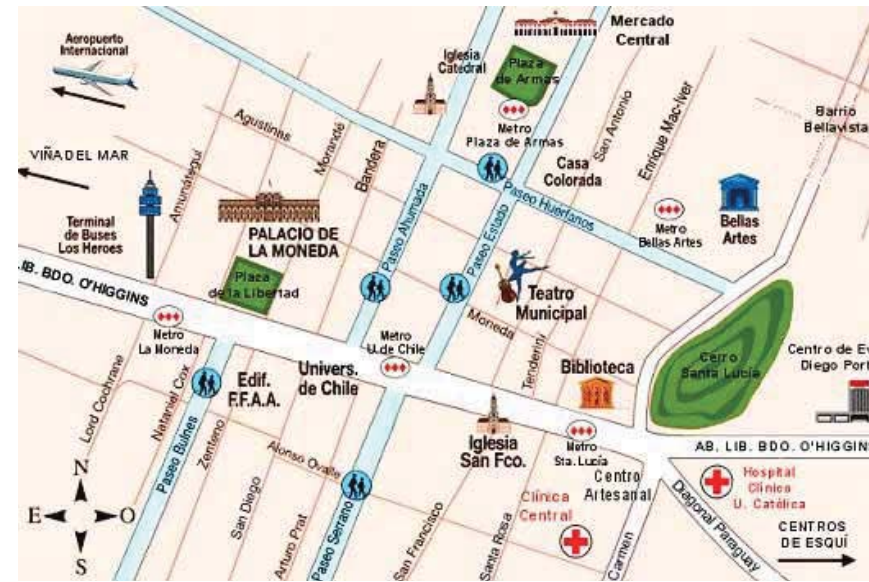 Mercado
Central
Aeropuerto
Internacional
Iglesia
Catedral
Plaza
de Armas
Metro
Plaza de Armas
San Antonio
Enrique Mac-Iver
Barrio
Bellavista
Agustinas
Morandé
Bandera
VIÑA DEL MAR
Amunátegui
Casa
Colorada
Paseo Huérfanos
Paseo Ahumada
Paseo Estado
Terminal
de Buses
Los Heroes
PALACIO DE
LA MONEDA
Metro
Bellas Artes
Bellas
Artes
LIB. BDO. O'HIGGINS
Plaza
de la Libertad
Teatro
Municipal
Moneda
Tenderini
Metro
La Moneda
Metro
U. de Chile
Cerro
Santa Lucía
Diego
Biblioteca
Univers.
de Chile
Edif.
F.F.A.A.
Lord Cochrane
Nataniel Cox
Paseo Bulnes
Zenteno
Alonso Ovalle
San Diego
Arturo Prat
Paseo Serrano
Iglesia
San Fco.
San Francisco
Santa Rosa
Metro
Sta. Lucía
Centro
Artesanal
Clínica
Central
Carmen
AB. LIB. BDO. O'HIGGINS
Diagonal Paraguay
Hospital
Clínica
U. Católica
CENTROS
DE ESQUÍ
N
E O
S